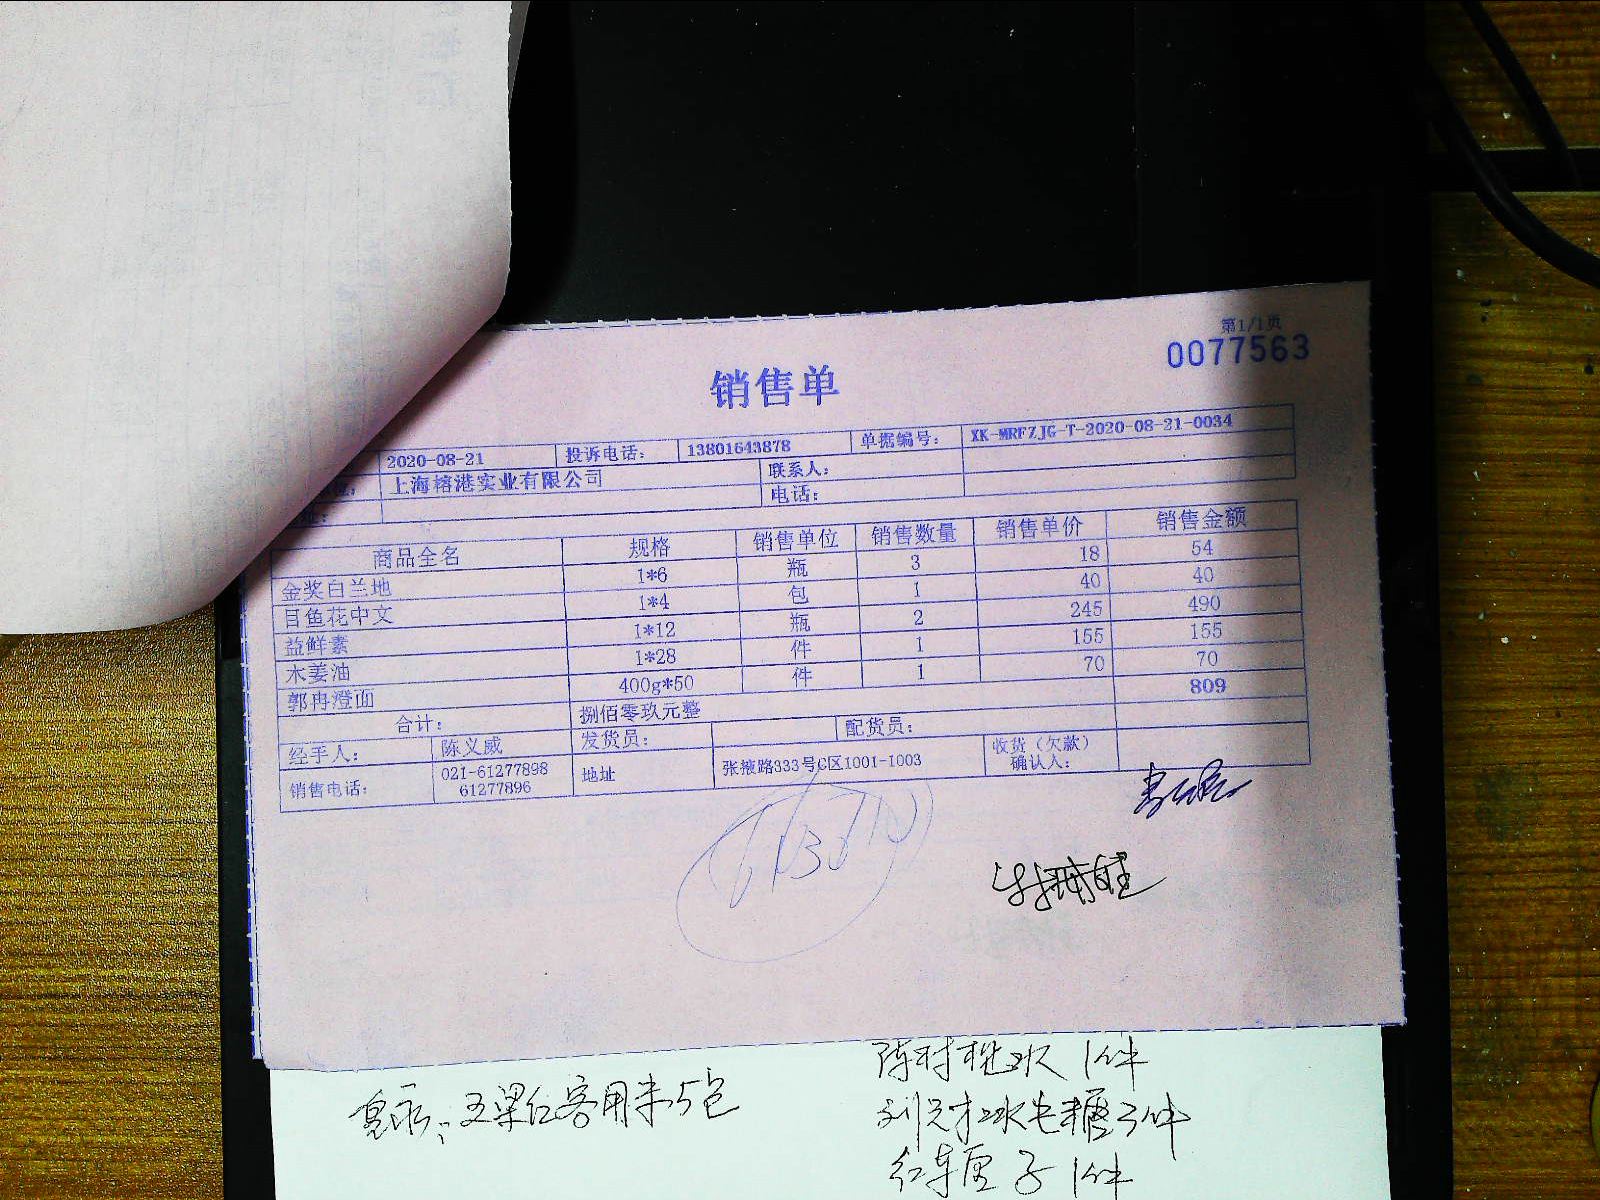 第1/1页
0077563
销售单
2020-08-21 投诉电话: 13801643878 单据编号: XK-MRFZJG-T-2020-08-21-0034
上海榕港实业有限公司 联系人:
电话:
商品全名 规格 销售单位 销售数量 销售单价 销售金额
金奖白兰地 1*6 瓶 3 18 54
目鱼花中文 1*4 包 1 40 40
益鲜素 1*12 瓶 2 245 490
木姜油 1*28 件 1 155 155
郭冉澄面 400g*50 件 1 70 70
合计: 捌佰零玖元整 809
经手人: 陈义威 发货员: 配货员:
销售电话: 021-61277898 地址 张掖路333号C区1001-1003 收货(欠款)
61277896 确认人:
客用米5包
1件
3件
子 1件